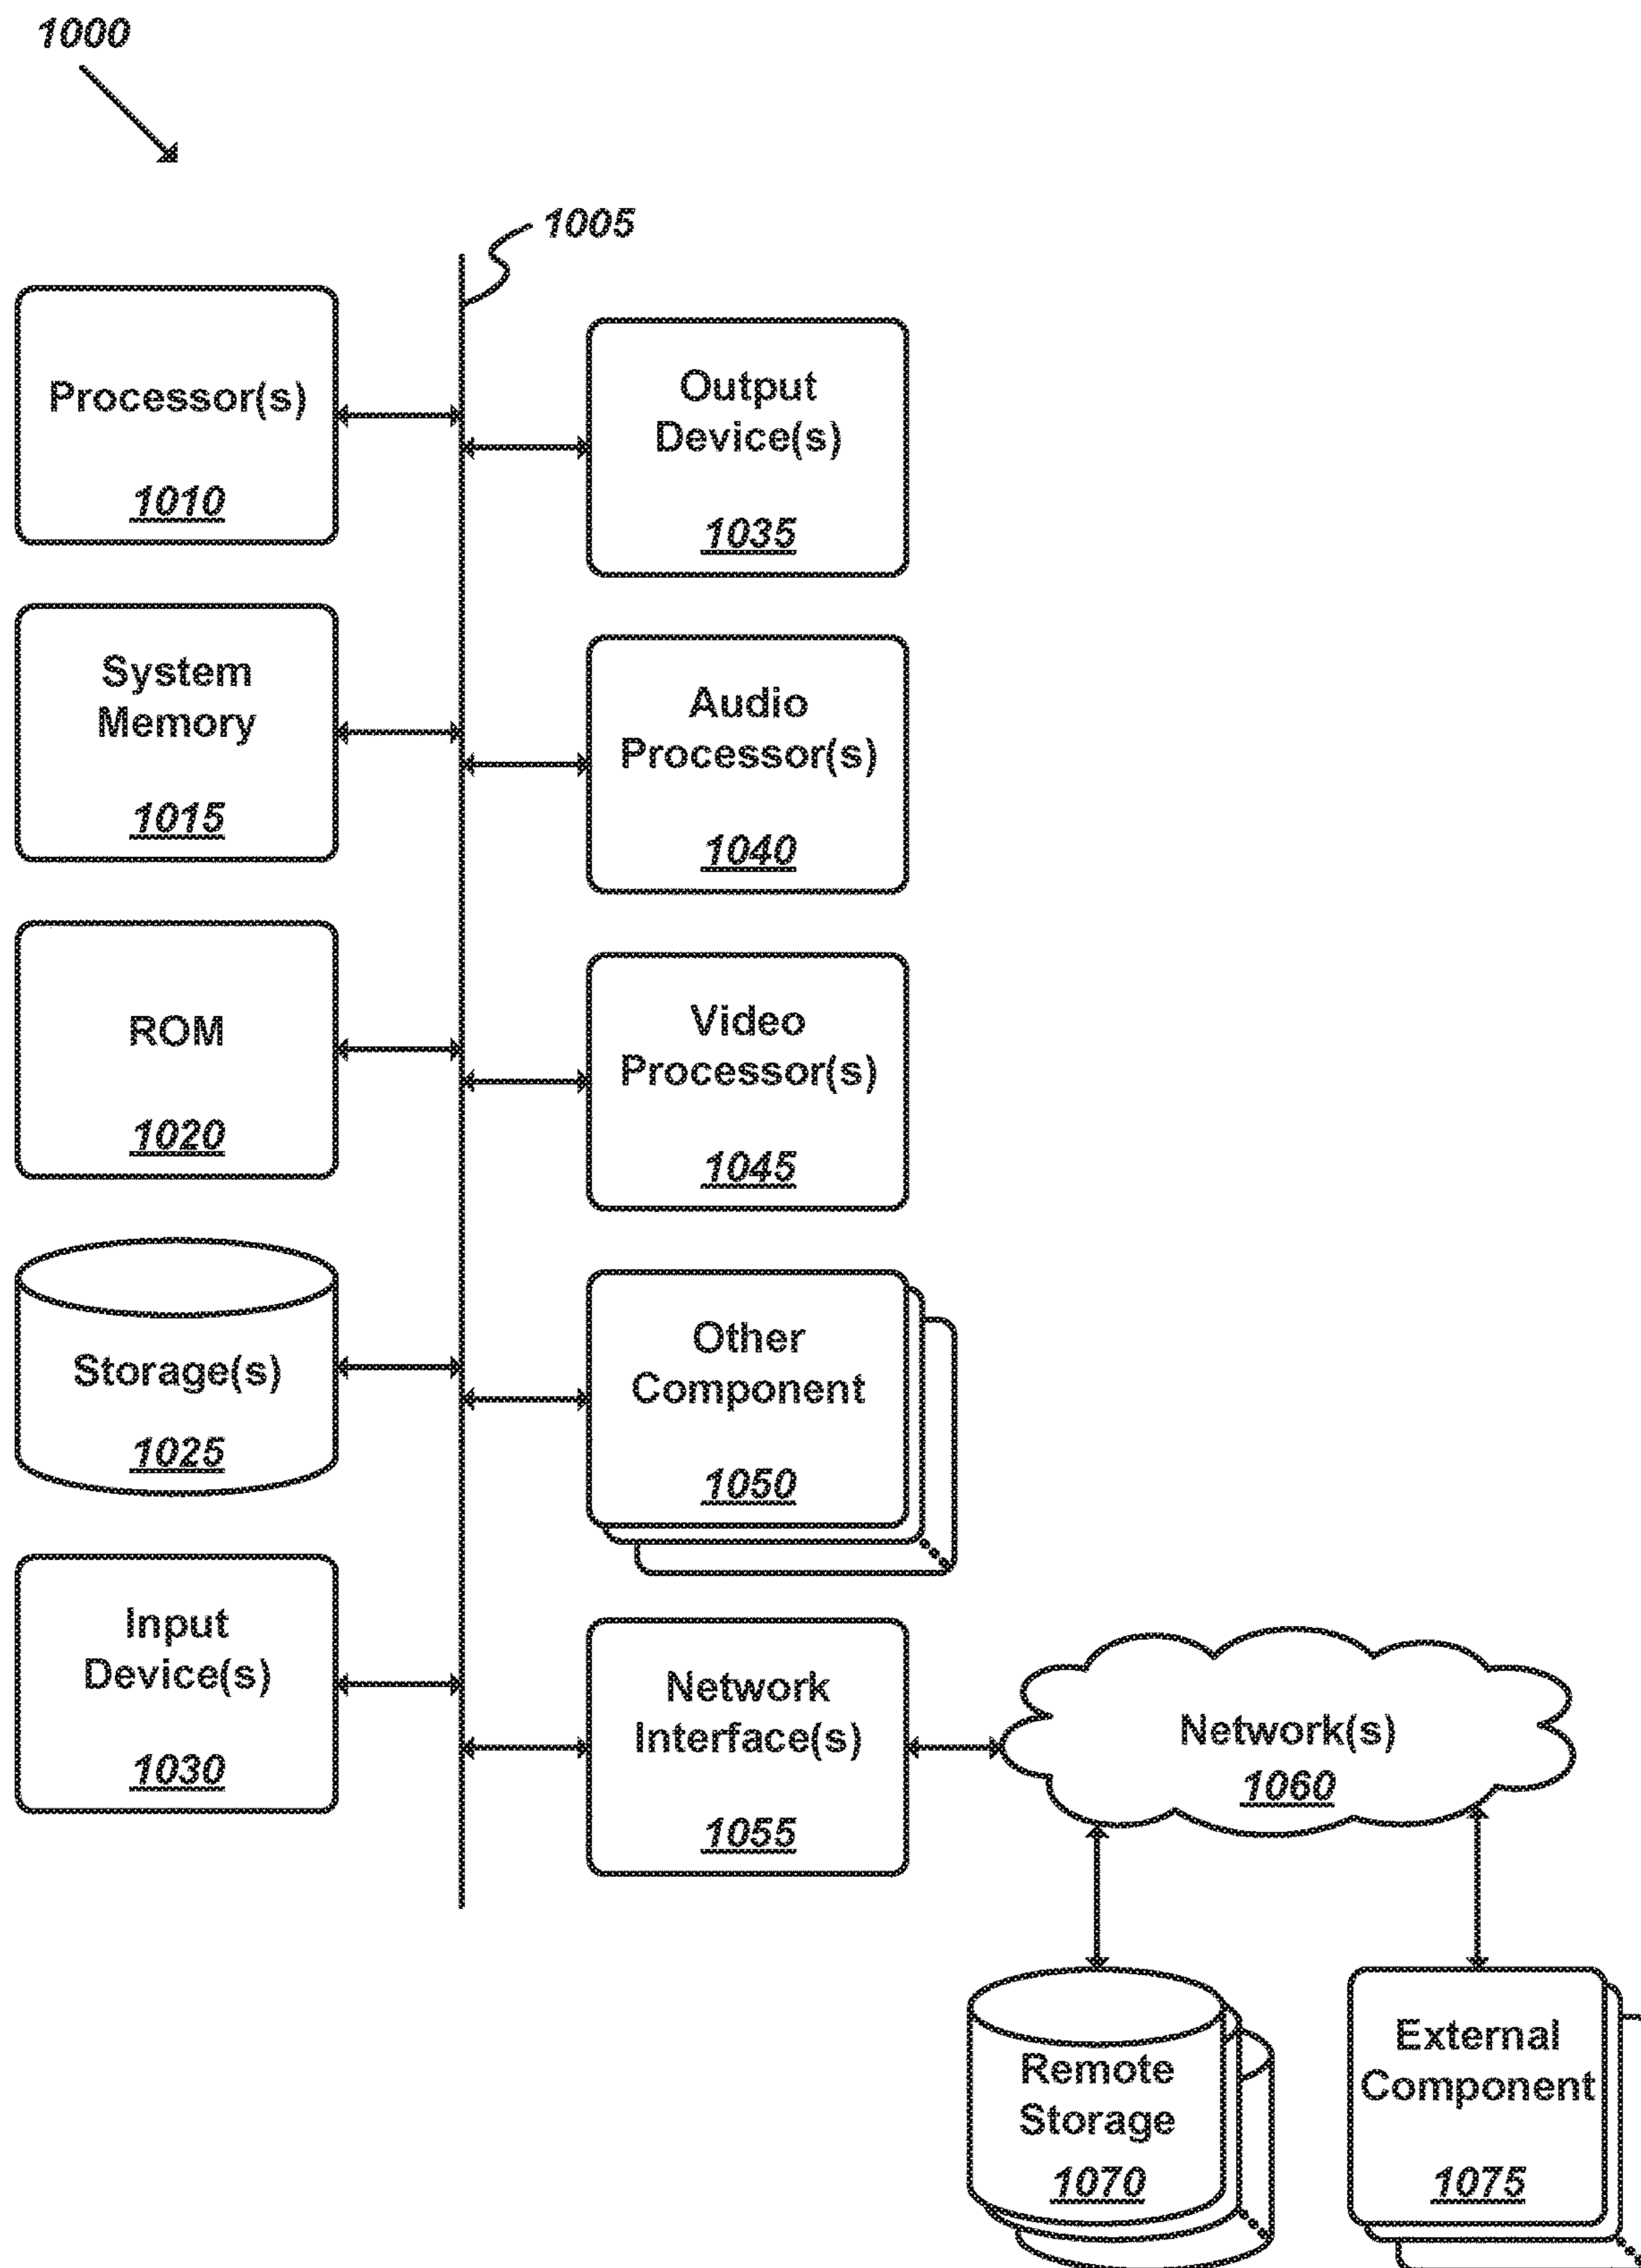 1000
1005
Processor(s)
1010
Output
Device(s)
1035
System
Memory
1015
Audio
Processor(s)
1040
ROM
1020
Video
Processor(s)
1045
Storage(s)
1025
Other
Component
1050
Input
Device(s)
1030
Network
Interface(s)
1055
Network(s)
1060
Remote
Storage
1070
External
Component
1075